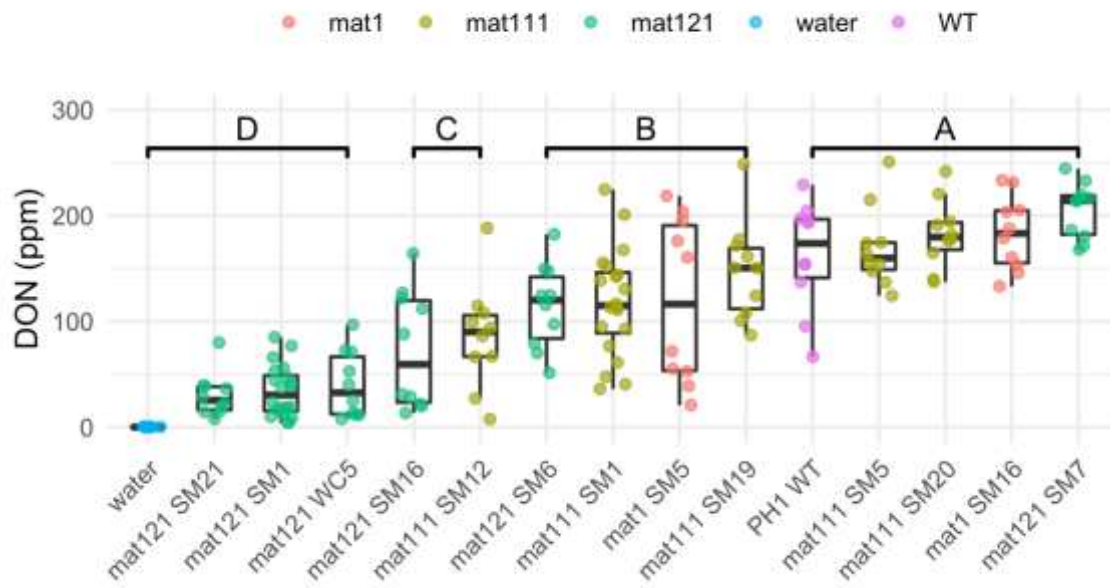 mat1 mat111 mat121 water WT
300
D C B A
200
100
0
DON (ppm)
water
mat121 SM21
mat121 SM1
mat121 WC5
mat121 SM16
mat111 SM12
mat121 SM6
mat111 SM1
mat1 SM5
mat111 SM19
PH1 WT
mat111 SM5
mat111 SM20
mat1 SM16
mat121 SM7